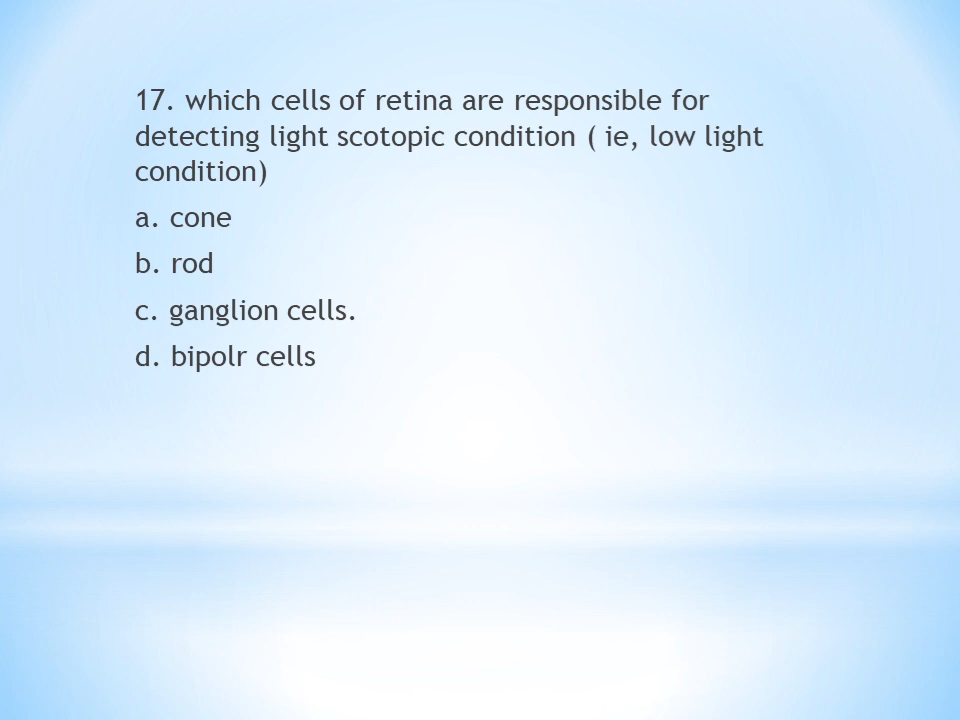 17. which cells of retina are responsible for
detecting light scotopic condition ( ie, low light
condition)
a. cone
b. rod
c. ganglion cells.
d. bipolr cells